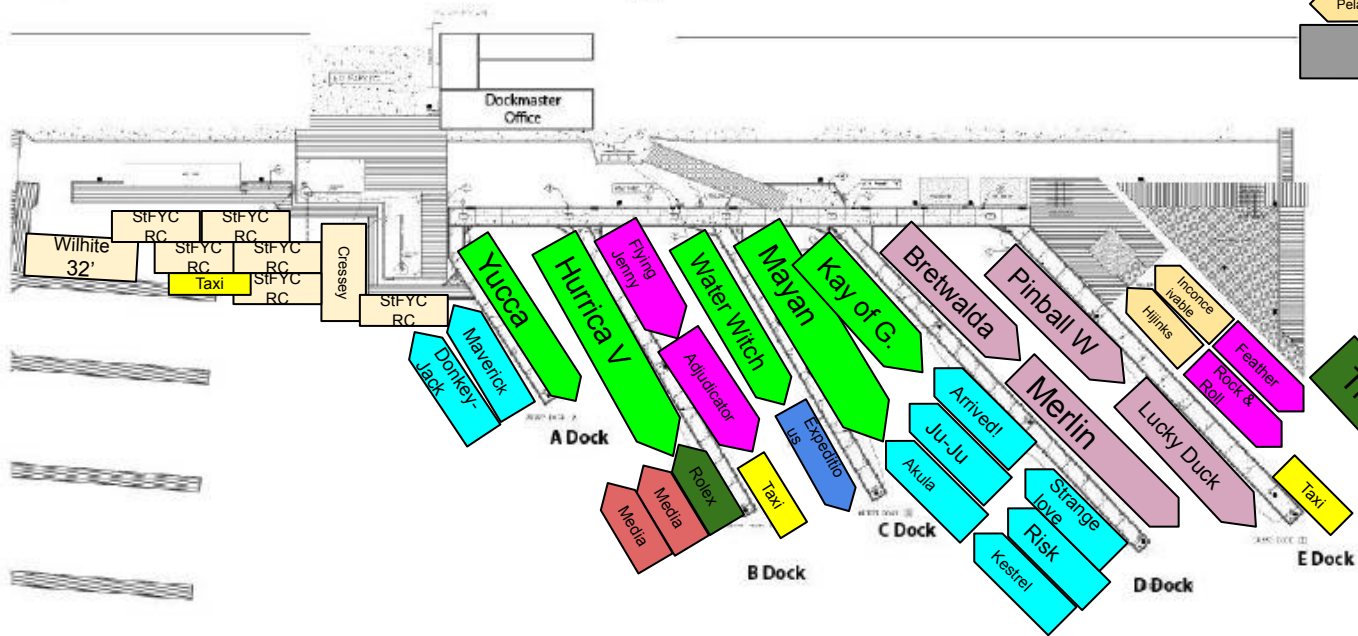 Pela
Dockmaster
Office
StFYC
RC
StFYC
RC
Wilhite
32'
StFYC
RC
StFYC
RC
Taxi
StFYC
RC
Cressey
StFYC
RC
Donkey-
Jack
Maverick
Yucca
Hurrica V
Flying
Jenny
Adjudicator
Water Witch
Mayan
Kay of G.
Bretwalda
Pinball W
Inconce
ivable
Hijinks
Feather
Rock &
Roll
Merlin
Lucky Duck
Arrived!
Ju-Ju
Akula
Strange
love
Risk
Kestrel
Expeditio
us
Taxi
Rolex
Media
Media
Taxi
A Dock
B Dock
C Dock
D Dock
E Dock